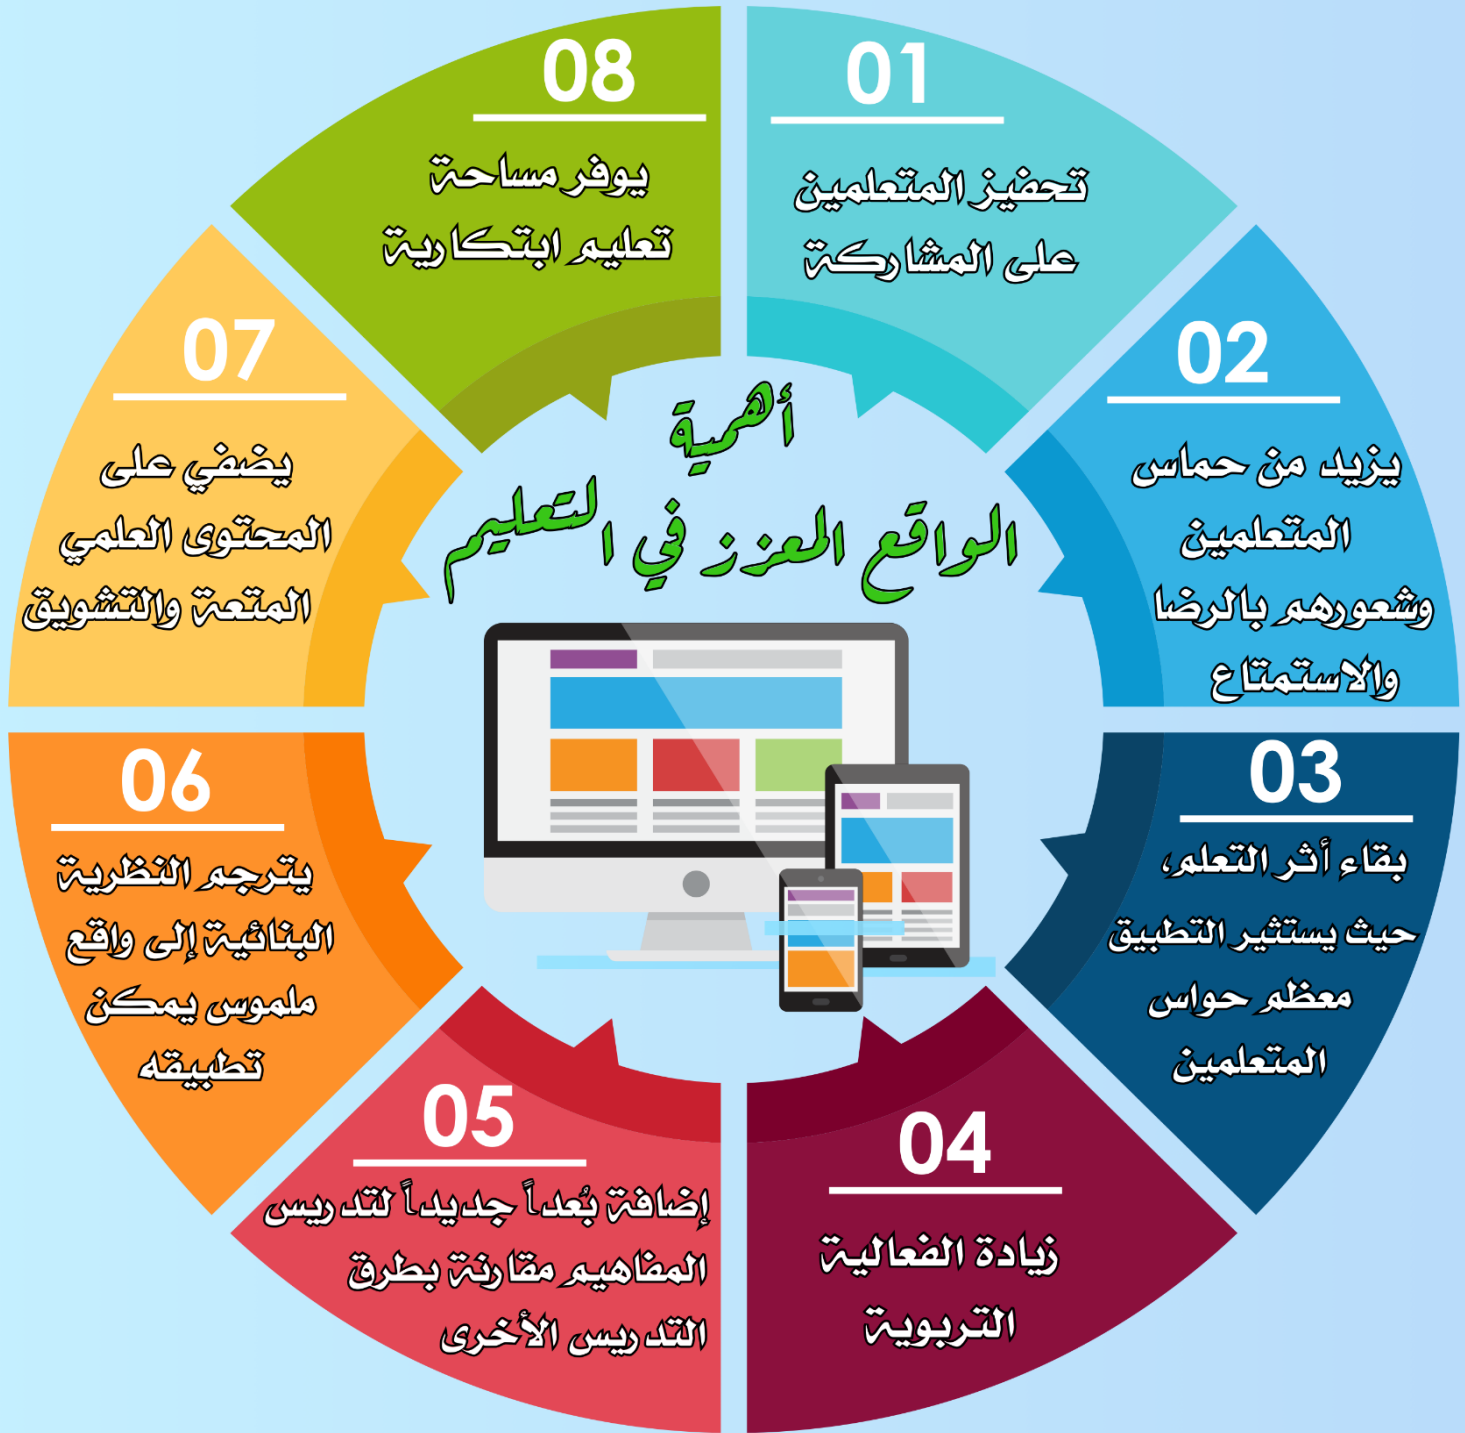 أهمية
الواقع المعزز في التعليم
01
تحفيز المتعلمين
على المشاركة
02
يزيد من حماس
المتعلمين
وشعورهم بالرضا
والاستمتاع
03
بقاء أثر التعلم،
حيث يستثير التطبيق
معظم حواس
المتعلمين
04
زيادة الفعالية
التربوية
05
إضافة بُعداً جديداً لتدريس
المفاهيم مقارنة بطرق
التدريس الأخرى
06
يترجم النظرية
البنائية إلى واقع
ملموس يمكن
تطبيقه
07
يضفي على
المحتوى العلمي
المتعة والتشويق
08
يوفر مساحة
تعليم ابتكارية